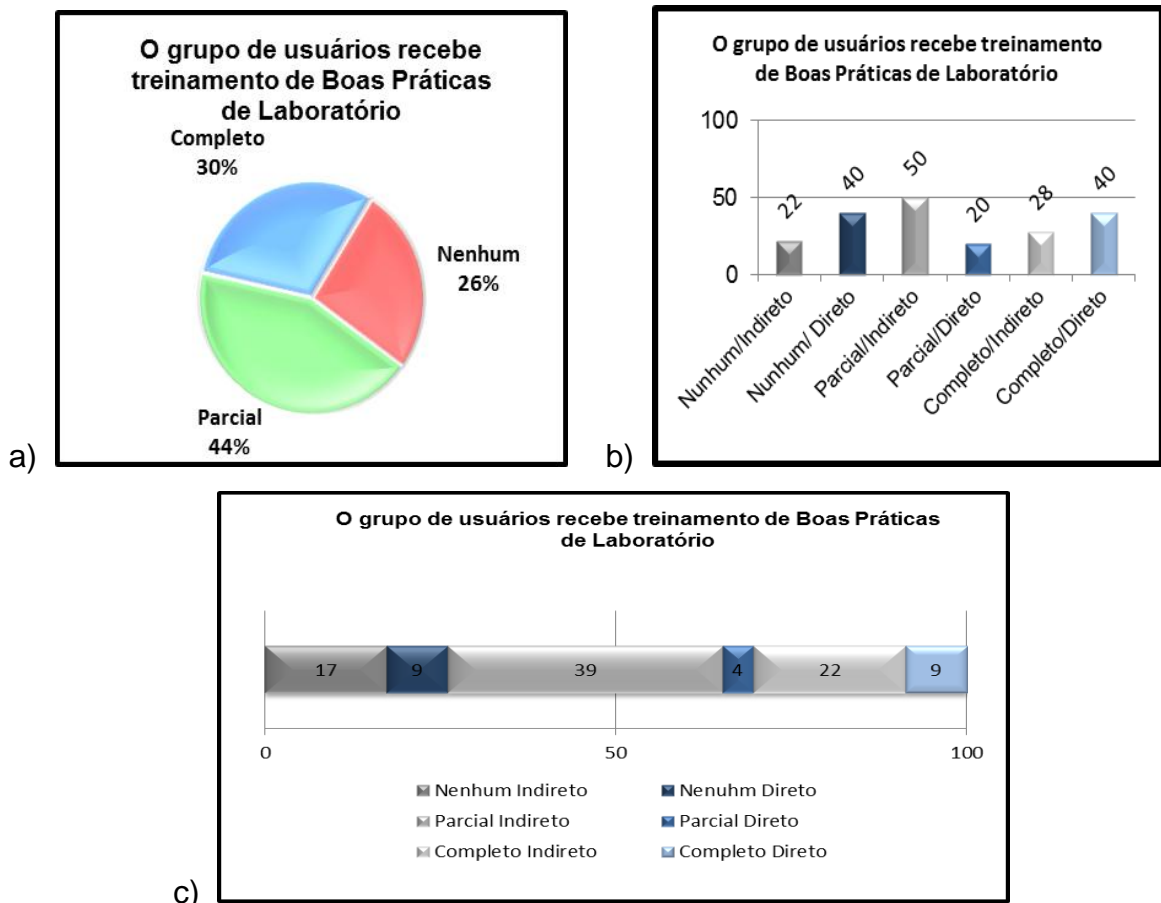 O grupo de usuários recebe
treinamento de Boas Práticas
de Laboratório
Completo
30%
Nenhum
26%
Parcial
44%
a)
O grupo de usuários recebe treinamento
de Boas Práticas de Laboratório
100
50
0
22
40
50
20
28
40
Nunhum/Indireto
Nunhum/ Direto
Parcial/Indireto
Parcial/Direto
Completo/Indireto
Completo/Direto
b)
O grupo de usuários recebe treinamento de Boas Práticas
de Laboratório
17 9 39 4 22 9
0 50 100
Nenhum Indireto Nenuhm Direto
Parcial Indireto Parcial Direto
Completo Indireto Completo Direto
c)